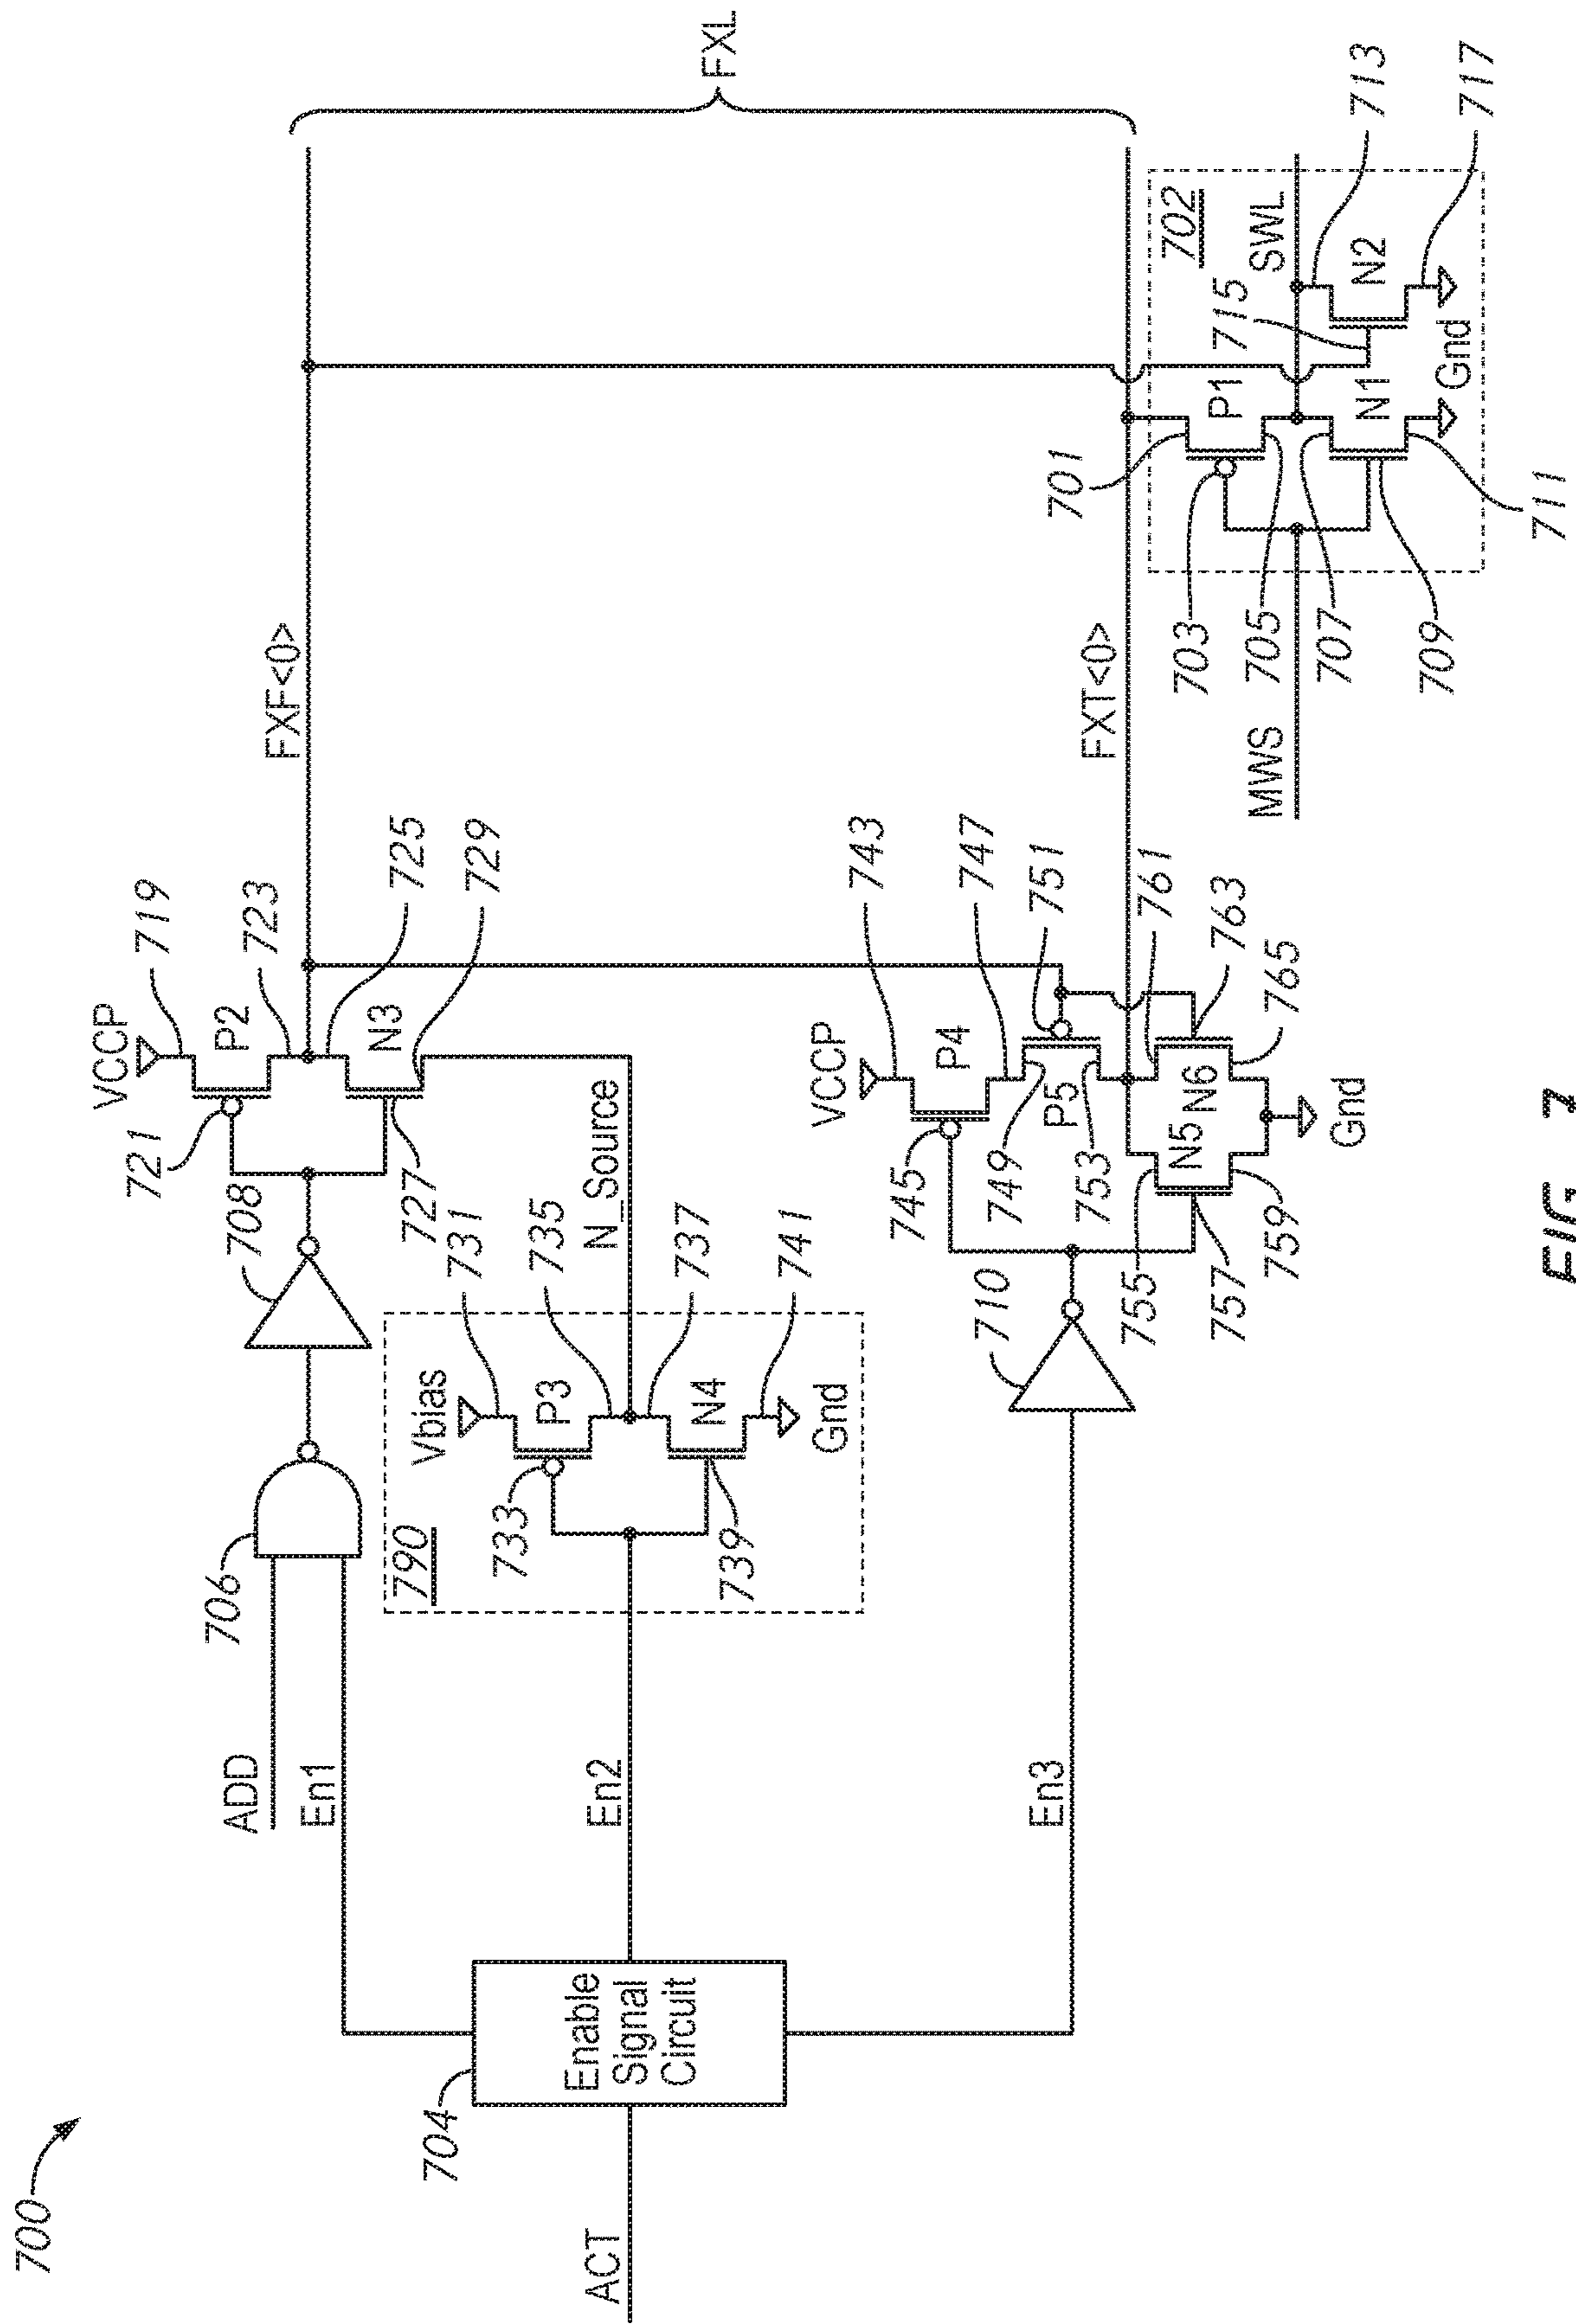 700
ACT
704
Enable
Signal
Circuit
ADD
En1
En2
En3
706
708
790
Vbias
731
733
P3
735
737
N4
739
741
Gnd
N_Source
710
VCCP
719
721
P2
723
725
N3
727
729
VCCP
743
745
P4
747
749
751
P5
753
755
757
N5
759
761
N6
763
765
Gnd
FXF<0>
FXT<0>
FXL
MWS
702
701
703
P1
705
707
N1
709
711
SWL
713
715
N2
717
Gnd
FIG. 7